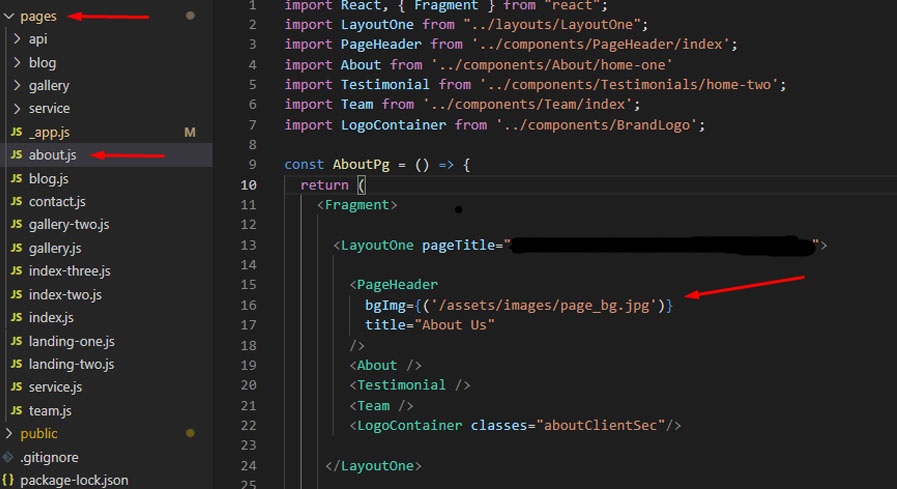 pages
api
blog
gallery
service
JS _app.js M
JS about.js
JS blog.js
JS contact.js
JS gallery-two.js
JS gallery.js
JS index-three.js
JS index-two.js
JS index.js
JS landing-one.js
JS landing-two.js
JS service.js
JS team.js
public
.gitignore
{} package-lock.json
1 import React, { Fragment } from "react";
2 import LayoutOne from "../layouts/LayoutOne";
3 import PageHeader from '../components/PageHeader/index';
4 import About from '../components/About/home-one'
5 import Testimonial from '../components/Testimonials/home-two';
6 import Team from '../components/Team/index';
7 import LogoContainer from '../components/BrandLogo';
8
9 const AboutPg = () => {
10 return (
11 <Fragment>
12
13 <LayoutOne pageTitle="">
14
15 <PageHeader
16 bgImg={('/assets/images/page_bg.jpg')}
17 title="About Us"
18 />
19 <About />
20 <Testimonial />
21 <Team />
22 <LogoContainer classes="aboutClientSec"/>
23
24 </LayoutOne>
25